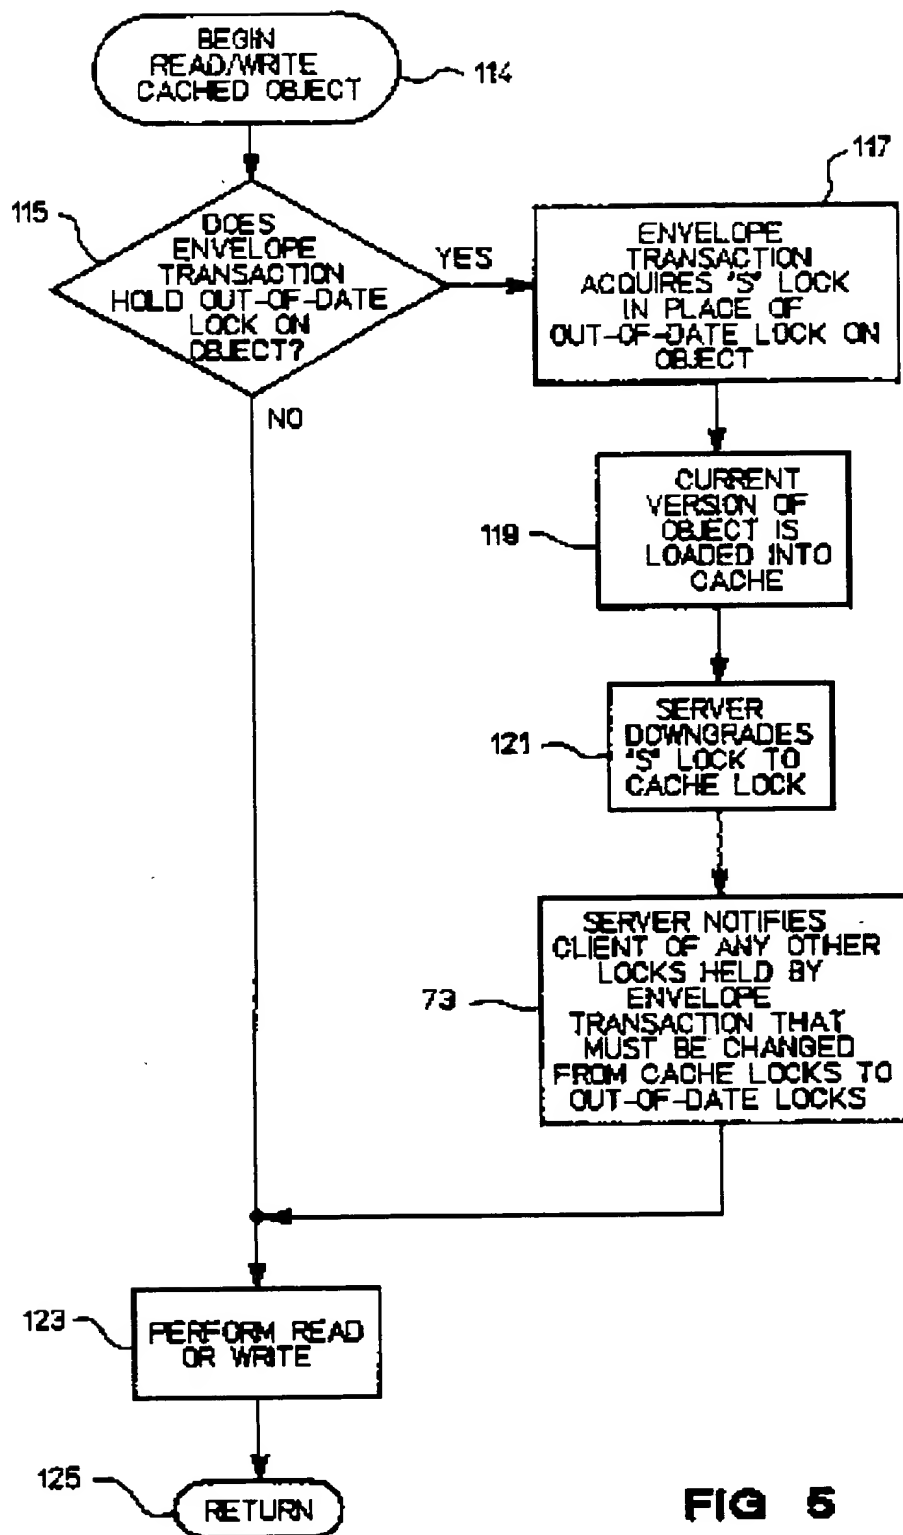 BEGIN
READ/WRITE
CACHED OBJECT
114
115
DOES
ENVELOPE
TRANSACTION
HOLD OUT-OF-DATE
LOCK ON
OBJECT?
YES
NO
117
ENVELOPE
TRANSACTION
ACQUIRES "S" LOCK
IN PLACE OF
OUT-OF-DATE LOCK ON
OBJECT
119
CURRENT
VERSION OF
OBJECT IS
LOADED INTO
CACHE
121
SERVER
DOWNGRADES
"S" LOCK TO
CACHE LOCK
73
SERVER NOTIFIES
CLIENT OF ANY OTHER
LOCKS HELD BY
ENVELOPE
TRANSACTION THAT
MUST BE CHANGED
FROM CACHE LOCKS TO
OUT-OF-DATE LOCKS
123
PERFORM READ
OR WRITE
125
RETURN
FIG 5